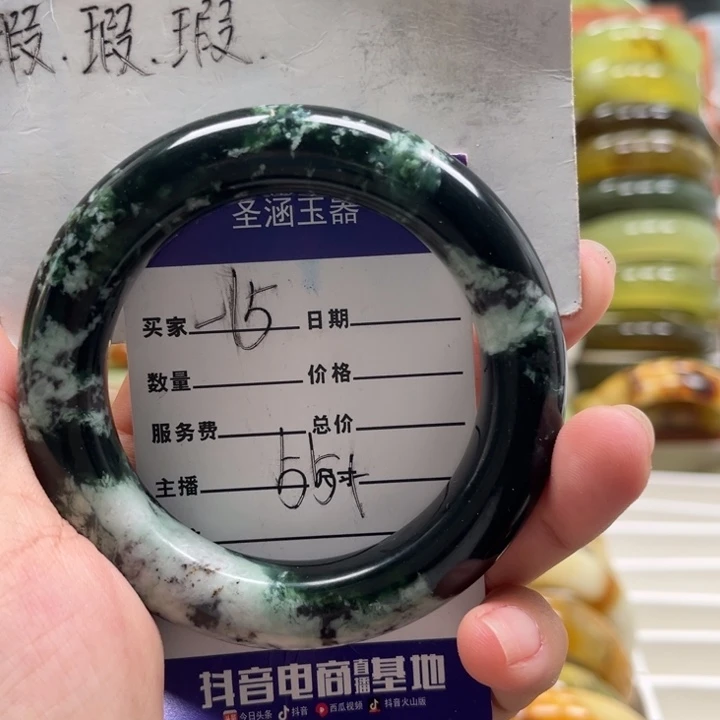 瑕.瑕.瑕.
圣涵玉器
买家 -15 日期
数量 价格
服务费 总价
主播 55+ 尺寸
抖音电商直播基地
今日头条 抖音 西瓜视频 抖音火山版